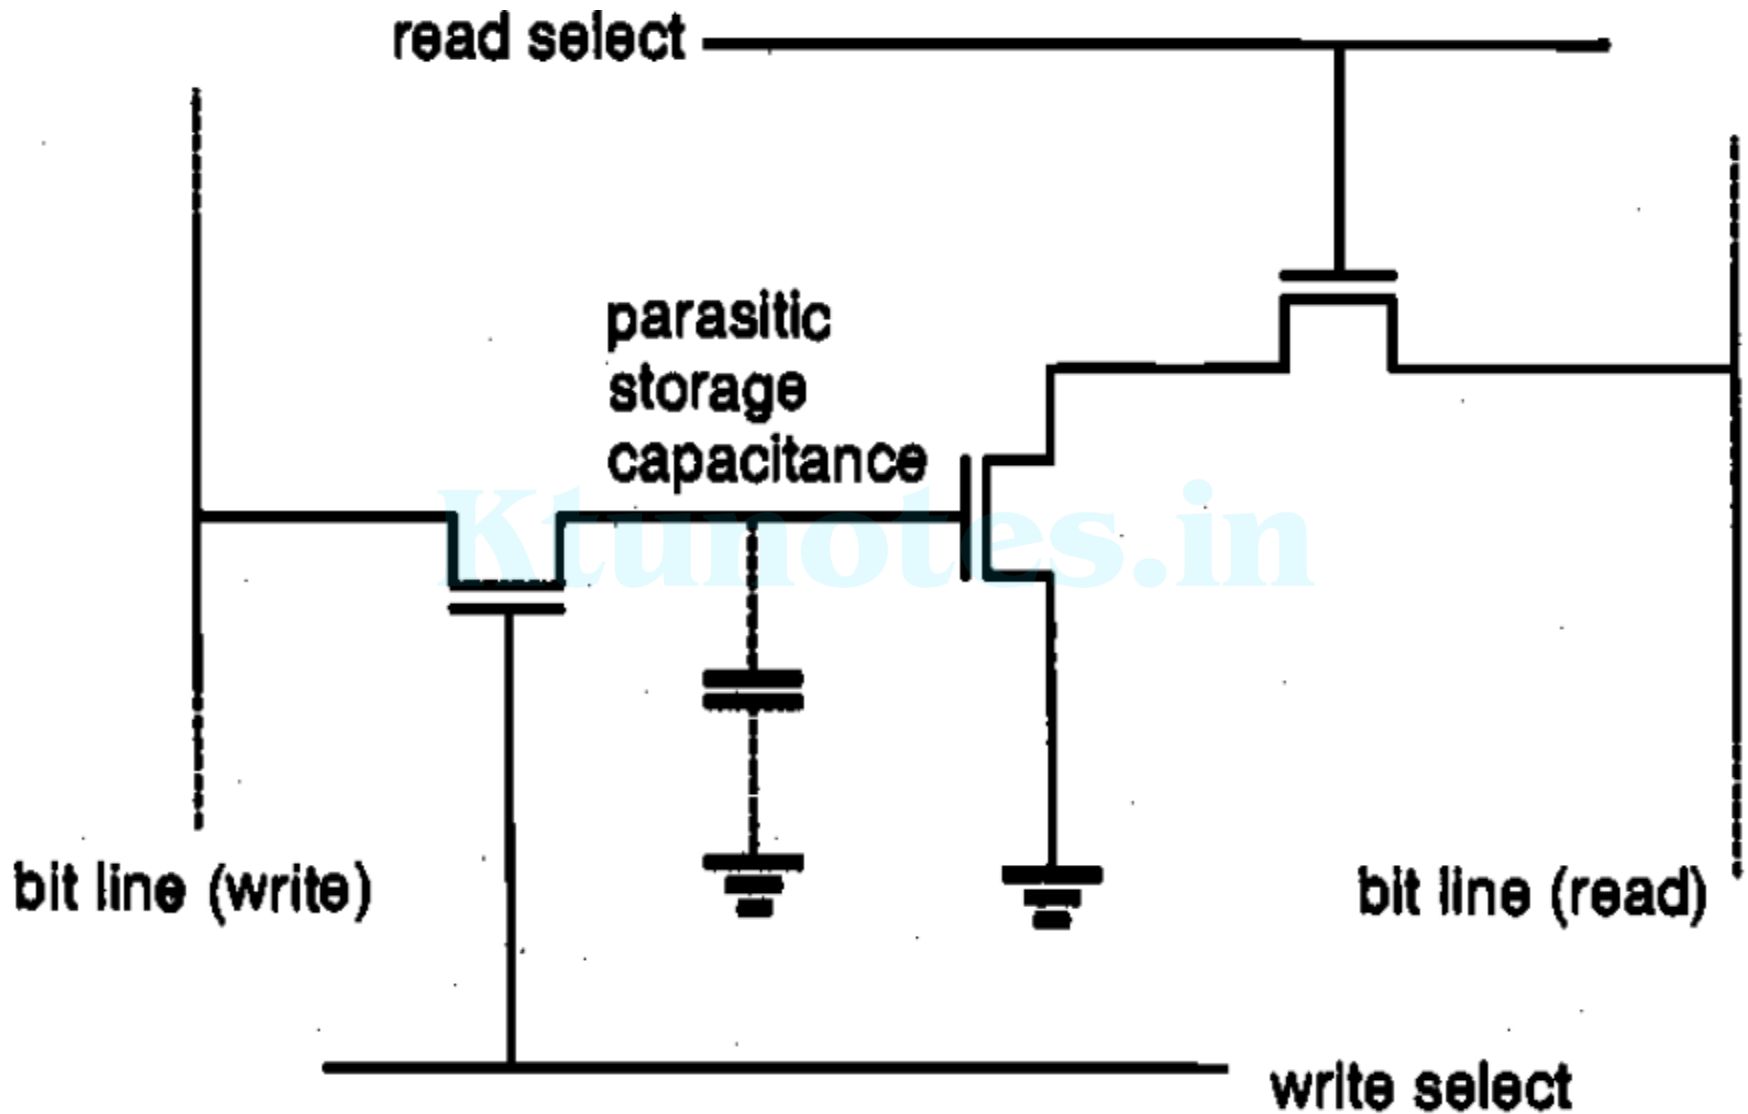 read select
parasitic
storage
capacitance
Ktunotes.in
bit line (write)
bit line (read)
write select